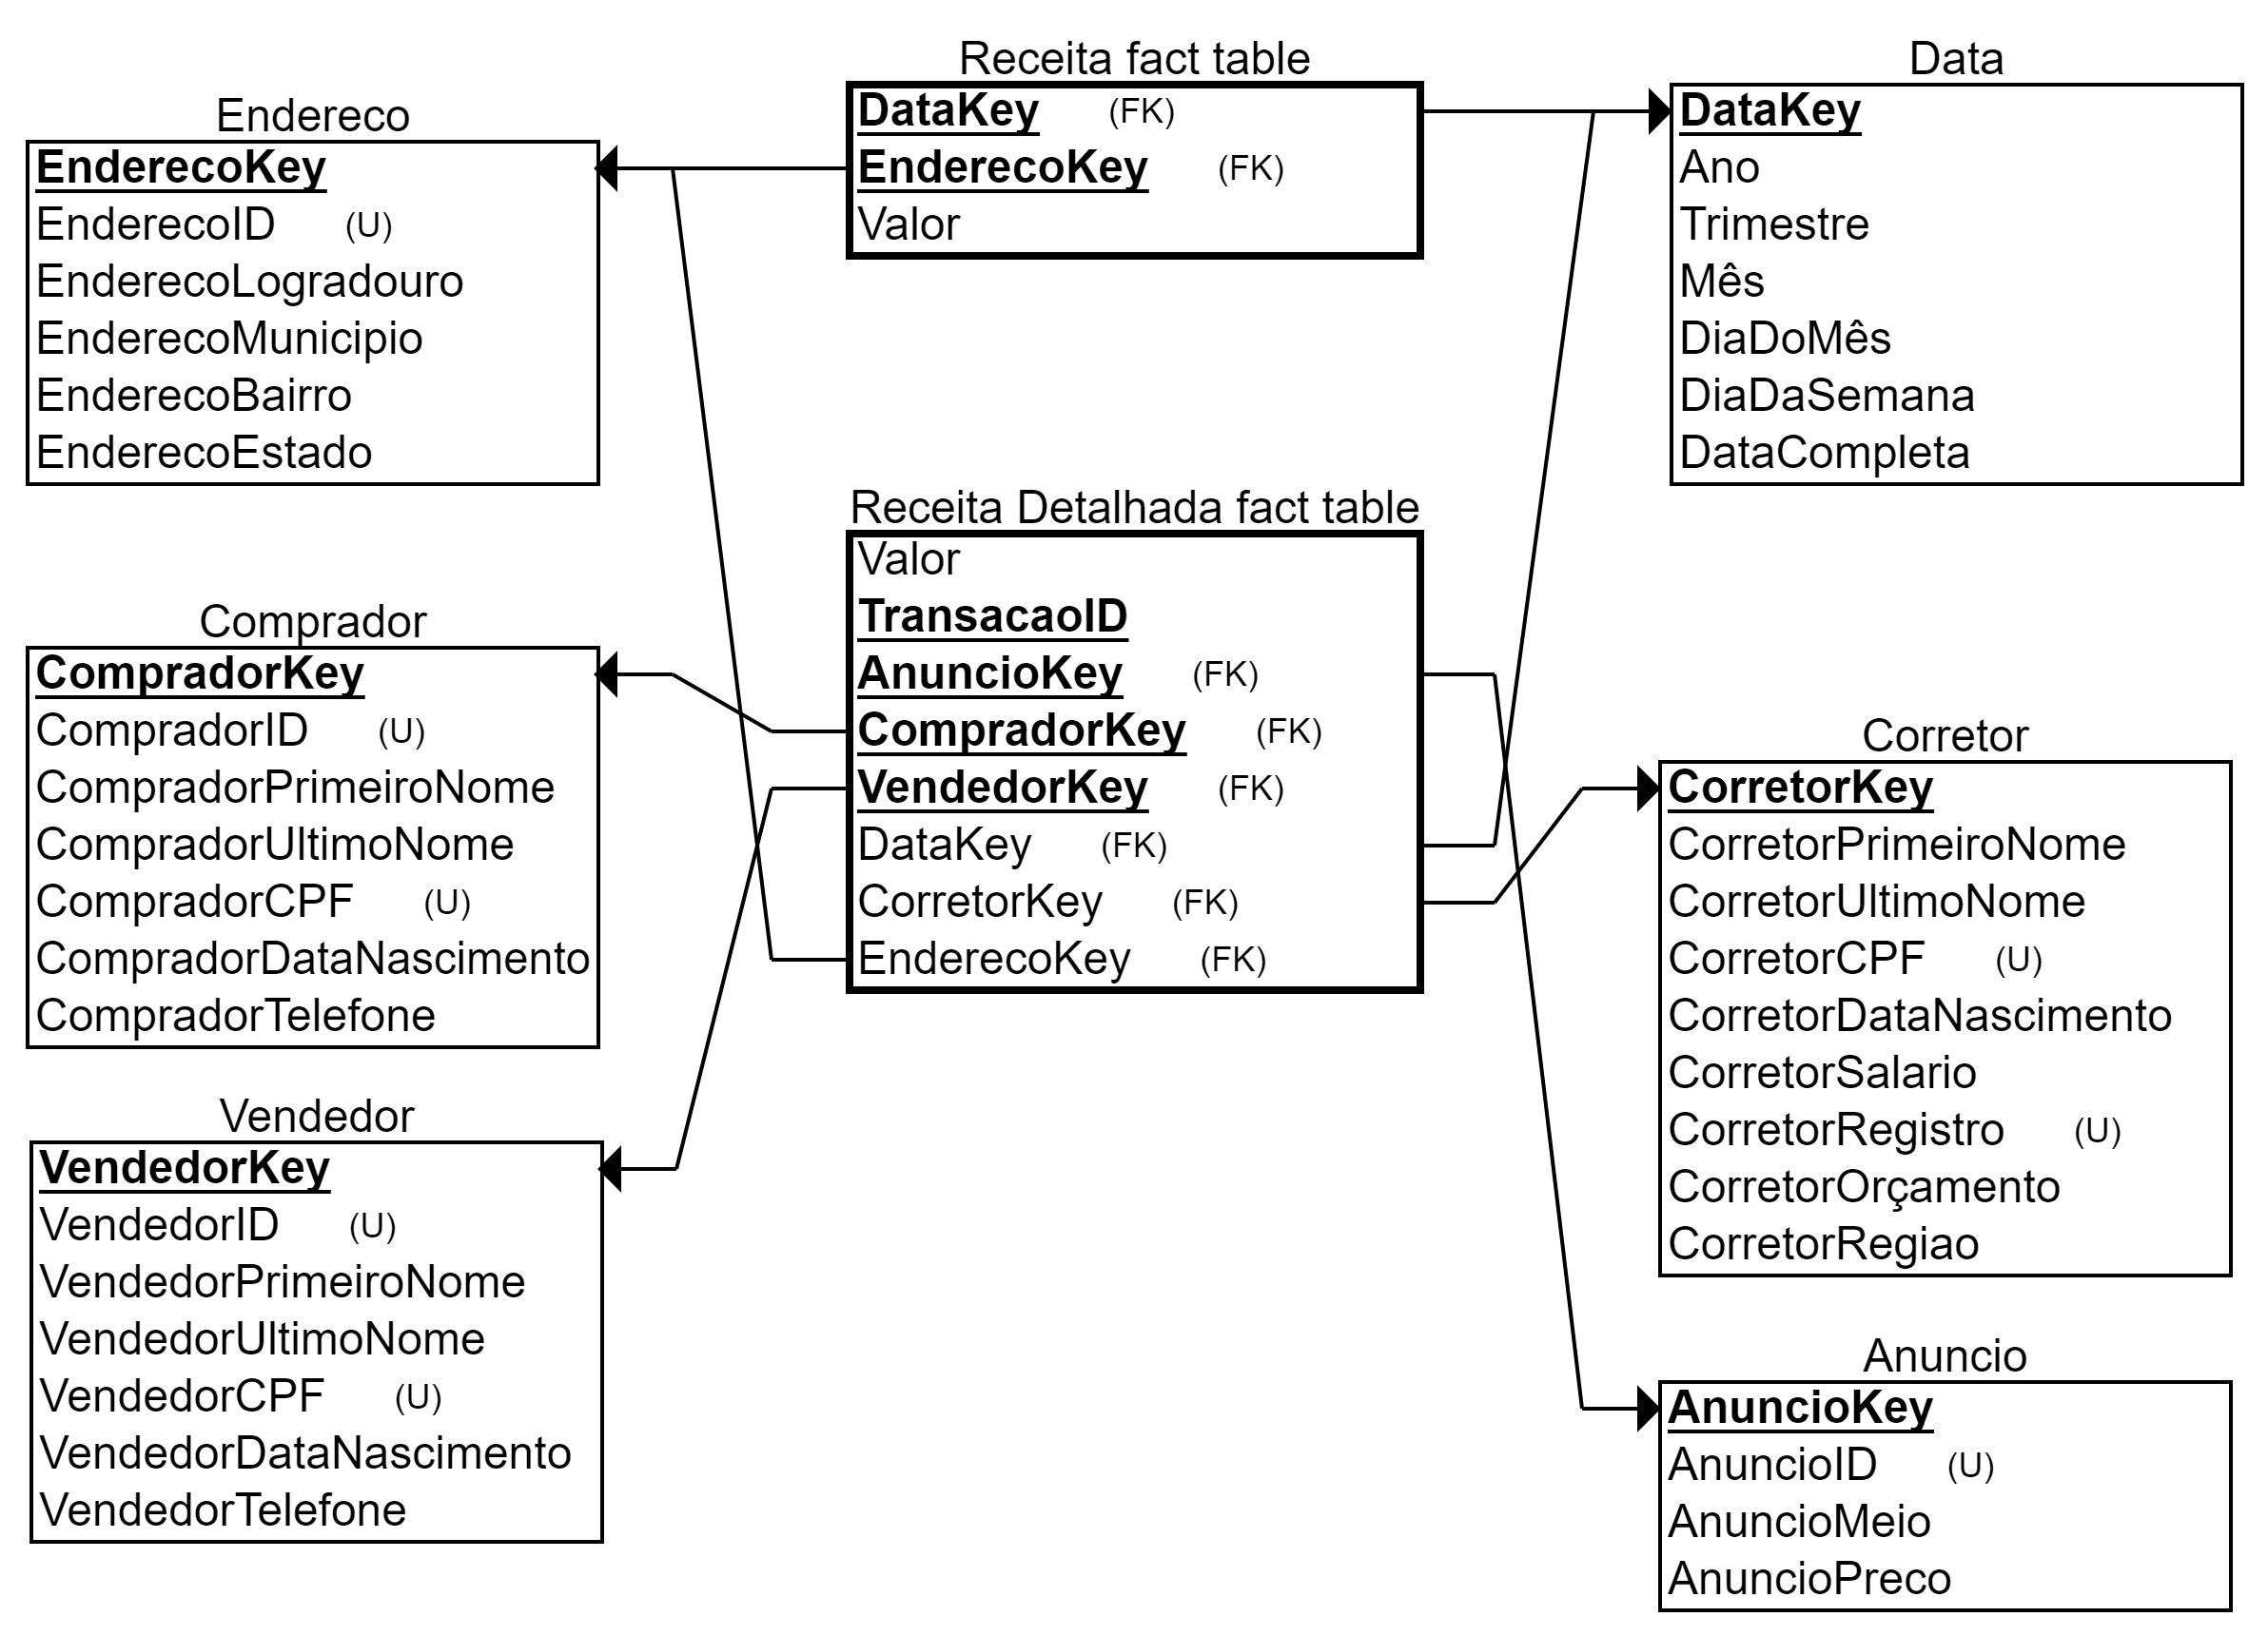 Receita fact table
DataKey (FK)
EnderecoKey (FK)
Valor
Data
DataKey
Ano
Trimestre
Mês
DiaDoMês
DiaDaSemana
DataCompleta
Endereco
EnderecoKey
EnderecoID (U)
EnderecoLogradouro
EnderecoMunicipio
EnderecoBairro
EnderecoEstado
Receita Detalhada fact table
Valor
TransacaoID
AnuncioKey (FK)
CompradorKey (FK)
VendedorKey (FK)
DataKey (FK)
CorretorKey (FK)
EnderecoKey (FK)
Comprador
CompradorKey
CompradorID (U)
CompradorPrimeiroNome
CompradorUltimoNome
CompradorCPF (U)
CompradorDataNascimento
CompradorTelefone
Corretor
CorretorKey
CorretorPrimeiroNome
CorretorUltimoNome
CorretorCPF (U)
CorretorDataNascimento
CorretorSalario
CorretorRegistro (U)
CorretorOrçamento
CorretorRegiao
Vendedor
VendedorKey
VendedorID (U)
VendedorPrimeiroNome
VendedorUltimoNome
VendedorCPF (U)
VendedorDataNascimento
VendedorTelefone
Anuncio
AnuncioKey
AnuncioID (U)
AnuncioMeio
AnuncioPreco